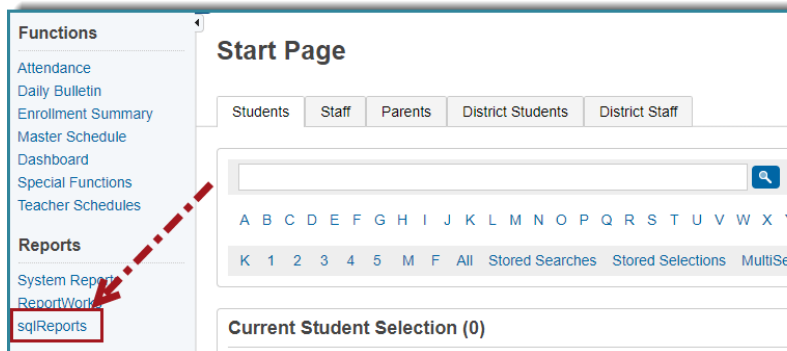 Functions
Attendance
Daily Bulletin
Enrollment Summary
Master Schedule
Dashboard
Special Functions
Teacher Schedules
Reports
System Reports
ReportWorks
sqlReports
Start Page
Students Staff Parents District Students District Staff
A B C D E F G H I J K L M N O P Q R S T U V W X
K 1 2 3 4 5 M F All Stored Searches Stored Selections MultiSe
Current Student Selection (0)